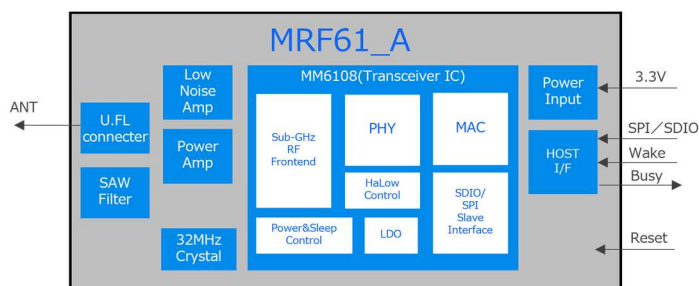 MRF61_A
ANT
U.FL
connecter
SAW
Filter
Low
Noise
Amp
Power
Amp
32MHz
Crystal
MM6108(Transceiver IC)
Sub-GHz
RF
Frontend
PHY
MAC
HaLow
Control
SDIO/
SPI
Slave
Interface
Power&Sleep
Control
LDO
Power
Input
HOST
I/F
3.3V
SPI／SDIO
Wake
Busy
Reset